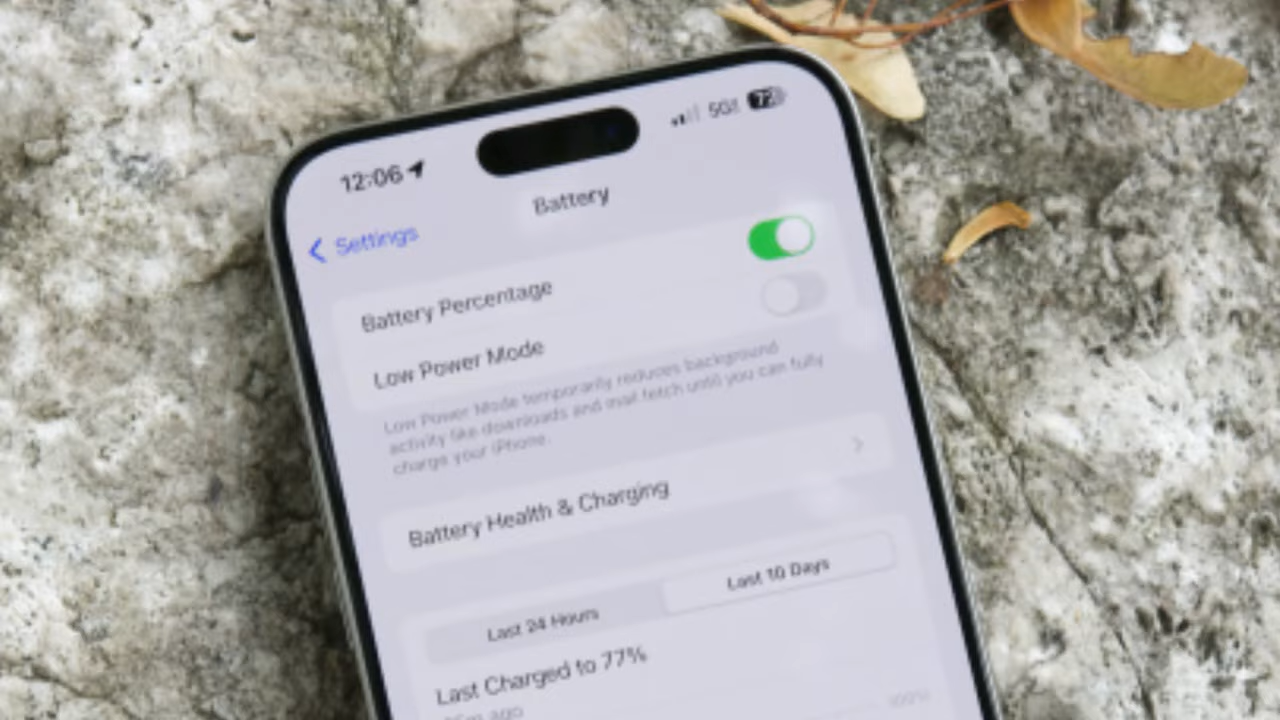 12:06
Battery
Settings
Battery Percentage
Low Power Mode
Low Power Mode temporarily reduces background
activity like downloads and mail fetch until you can fully
charge your iPhone.
Battery Health & Charging
Last 24 Hours
Last 10 Days
Last Charged to 77%
ago
100%